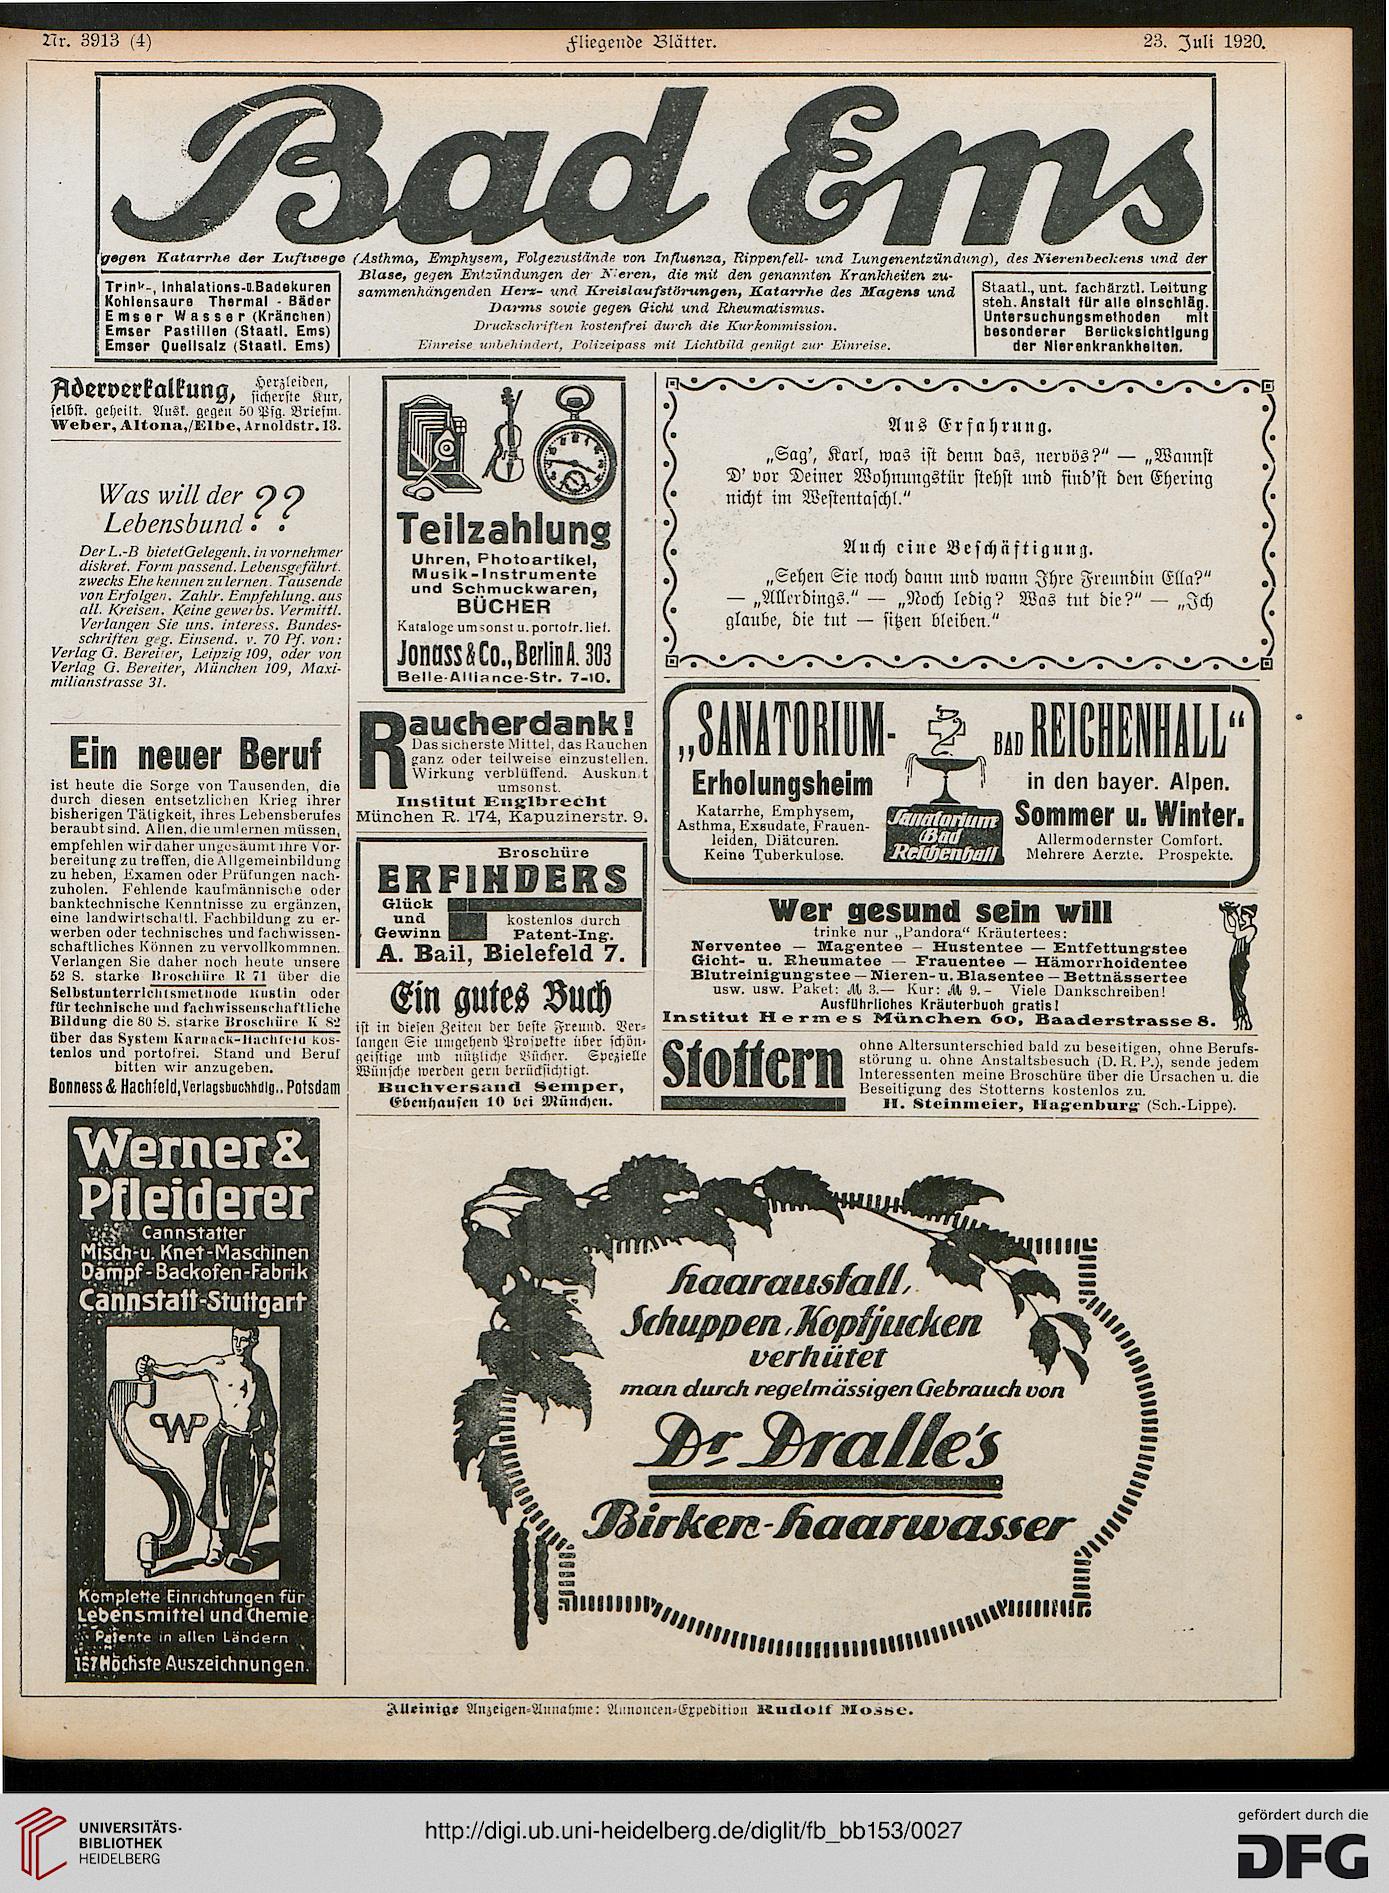 Nr. 3913 (4)
Fliegende Blätter.
23. Juli 1920.
Bad Ems
gegen Katarrhe der Luftwege (Asthma, Emphysem, Folgezustände von Influenza, Rippenfell- und Lungenentzündung), des Nierenbeckens und der
Blase, gegen Entzündungen der Nieren, die mit den genannten Krankheiten zu-
sammenhängenden Herz- und Kreislaufstörungen, Katarrhe des Magens und
Darms sowie gegen Gicht und Rheumatismus.
Druckschriften kostenfrei durch die Kurkommission.
Einreise unbehindert, Polizeipass mit Lichtbild genügt zur Einreise.
Trink-, Inhalations-u.Badekuren
Kohlensaure Thermal - Bäder
Emser Wasser (Kränchen)
Emser Pastillen (Staatl. Ems)
Emser Quellsalz (Staatl. Ems)
Staatl., unt. fachärztl. Leitung
steh. Anstalt für alle einschläg.
Untersuchungsmethoden mit
besonderer Berücksichtigung
der Nierenkrankheiten.
Aderverkalkung, Herzleiden,
sicherste Kur,
selbst. geheilt. Ausk. gegen 50 Pfg. Briefm.
Weber, Altona,/Elbe, Arnoldstr. 13.
Was will der
Lebensbund ??
Der L.-B bietet Gelegenh. in vornehmer
diskret. Form passend. Lebensgefährt.
zwecks Ehe kennen zu lernen. Tausende
von Erfolgen. Zahlr. Empfehlung. aus
all. Kreisen. Keine gewerbs. Vermittl.
Verlangen Sie uns. interess. Bundes-
schriften geg. Einsend. v. 70 Pf. von:
Verlag G. Bereiter, Leipzig 109, oder von
Verlag G. Bereiter, München 109, Maxi-
milianstrasse 31.
Ein neuer Beruf
ist heute die Sorge von Tausenden, die
durch diesen entsetzlichen Krieg ihrer
bisherigen Tätigkeit, ihres Lebensberufes
beraubt sind. Allen, die umlernen müssen,
empfehlen wir daher ungesäumt ihre Vor-
bereitung zu treffen, die Allgemeinbildung
zu heben, Examen oder Prüfungen nach-
zuholen. Fehlende kaufmännische oder
banktechnische Kenntnisse zu ergänzen,
eine landwirtschaftl. Fachbildung zu er-
werben oder technisches und fachwissen-
schaftliches Können zu vervollkommnen.
Verlangen Sie daher noch heute unsere
52 S. starke Broschüre R 71 über die
Selbstunterrichtsmethode Rustin oder
für technische und fachwissenschaftliche
Bildung die 80 S. starke Broschüre K 82
über das System Karnack-Hachfeld kos-
tenlos und portofrei. Stand und Beruf
bitten wir anzugeben.
Bonness & Hachfeld, Verlagsbuchhdlg., Potsdam
Werner &
Pfleiderer
Cannstatter
Misch-u. Knet-Maschinen
Dampf-Backofen-Fabrik
Cannstatt-Stuttgart
WP
Komplette Einrichtungen für
Lebensmittel und Chemie
Patente in allen Ländern
167 Höchste Auszeichnungen.
Teilzahlung
Uhren, Photoartikel,
Musik-Instrumente
und Schmuckwaren,
BÜCHER
Kataloge umsonst u. portofr. lief.
Jonass & Co., Berlin A. 303
Belle-Alliance-Str. 7-10.
Raucherdank!
Das sicherste Mittel, das Rauchen
ganz oder teilweise einzustellen.
Wirkung verblüffend. Auskunft
umsonst.
Institut Englbrecht
München R. 174, Kapuzinerstr. 9.
Broschüre
ERFINDERS
Glück
und
Gewinn
kostenlos durch
Patent-Ing.
A. Bail, Bielefeld 7.
Ein gutes Buch
ist in diesen Zeiten der beste Freund. Ver-
langen Sie umgehend Prospekte über schön-
geistige und nützliche Bücher. Spezielle
Wünsche werden gern berücksichtigt.
Buchversand Semper,
Ebenhausen 10 bei München.
Aus Erfahrung.
„Sag', Karl, was ist denn das, nervös?“ — „Wannst
D' vor Deiner Wohnungstür stehst und find'st den Ehering
nicht im Westentaschl.“
Auch eine Beschäftigung.
„Sehen Sie noch dann und wann Ihre Freundin Ella?“
— „Allerdings.“ — „Noch ledig? Was tut die?“ — „Ich
glaube, die tut — sitzen bleiben.“
„SANATORIUM-
BAD REICHENHALL“
Erholungsheim
Katarrhe, Emphysem,
Asthma, Exsudate, Frauen-
leiden, Diätcuren.
Keine Tuberkulose.
Sanatorium
Bad
Reichenhall
in den bayer. Alpen.
Sommer u. Winter.
Allermodernster Comfort.
Mehrere Aerzte. Prospekte.
Wer gesund sein will
trinke nur „Pandora“ Kräutertees:
Nerventee — Magentee — Hustentee — Entfettungstee
Gicht- u. Rheumatee — Frauentee — Hämorrhoidentee
Blutreinigungstee — Nieren- u. Blasentee — Bettnässertee
usw. usw. Paket: M 3.— Kur: M 9.- Viele Dankschreiben!
Ausführliches Kräuterbuch gratis!
Institut Hermes München 60, Baaderstrasse 8.
Stottern
ohne Altersunterschied bald zu beseitigen, ohne Berufs-
störung u. ohne Anstaltsbesuch (D. R. P.), sende jedem
Interessenten meine Broschüre über die Ursachen u. die
Beseitigung des Stotterns kostenlos zu.
H. Steinmeier, Hagenburg (Sch.-Lippe).
Haarausfall,
Schuppen, Kopfjucken
verhütet
man durch regelmässigen Gebrauch von
Dr Dralle's
Birken-Haarwasser
Alleinige Anzeigen-Annahme: Annoncen-Expedition Rudolf Mosse.
UNIVERSITÄTS-
BIBLIOTHEK
HEIDELBERG
http://digi.ub.uni-heidelberg.de/diglit/fb_bb153/0027
gefördert durch die
DFG